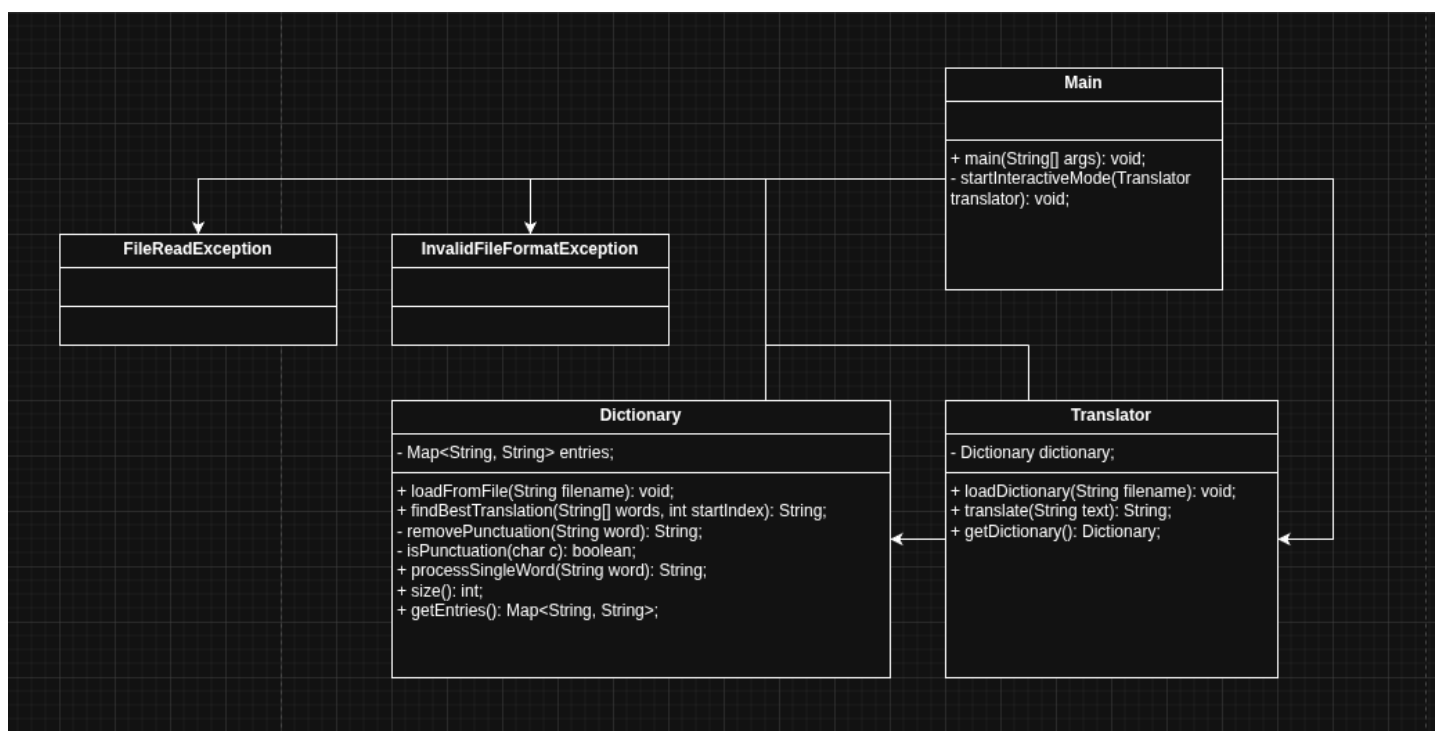 Main
+ main(String[] args): void;
- startInteractiveMode(Translator
translator): void;
FileReadException
InvalidFileFormatException
Dictionary
- Map<String, String> entries;
+ loadFromFile(String filename): void;
+ findBestTranslation(String[] words, int startIndex): String;
- removePunctuation(String word): String;
- isPunctuation(char c): boolean;
+ processSingleWord(String word): String;
+ size(): int;
+ getEntries(): Map<String, String>;
Translator
- Dictionary dictionary;
+ loadDictionary(String filename): void;
+ translate(String text): String;
+ getDictionary(): Dictionary;